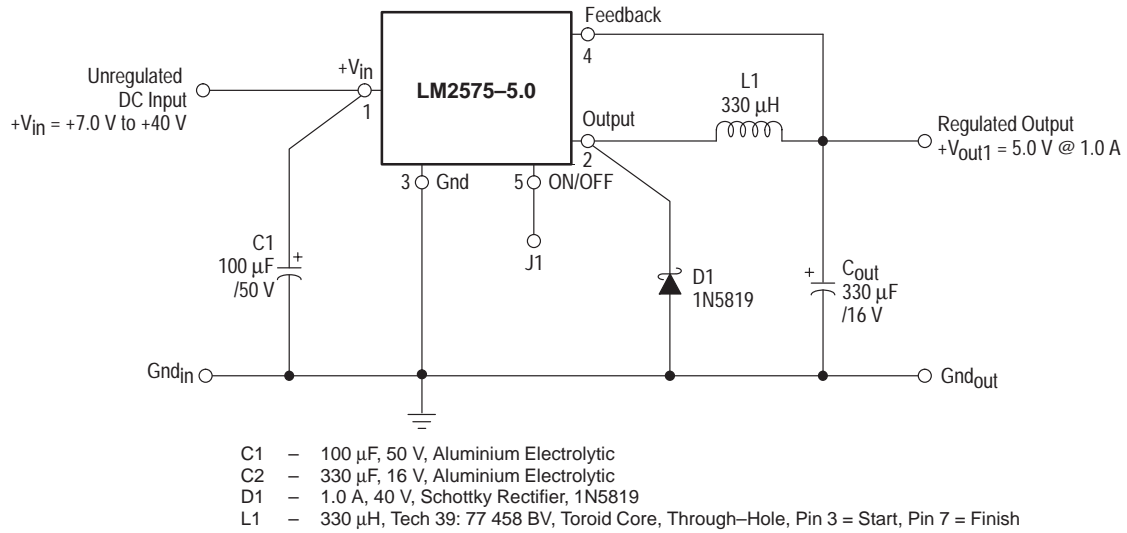 Feedback
4
Unregulated
DC Input
+Vin = +7.0 V to +40 V
+Vin
1
LM2575–5.0
L1
330 µH
Output
2
Regulated Output
+Vout1 = 5.0 V @ 1.0 A
3 Gnd
5 ON/OFF
J1
C1
100 µF
/50 V
+
D1
1N5819
+
Cout
330 µF
/16 V
Gndin
Gndout
C1 – 100 µF, 50 V, Aluminium Electrolytic
C2 – 330 µF, 16 V, Aluminium Electrolytic
D1 – 1.0 A, 40 V, Schottky Rectifier, 1N5819
L1 – 330 µH, Tech 39: 77 458 BV, Toroid Core, Through–Hole, Pin 3 = Start, Pin 7 = Finish